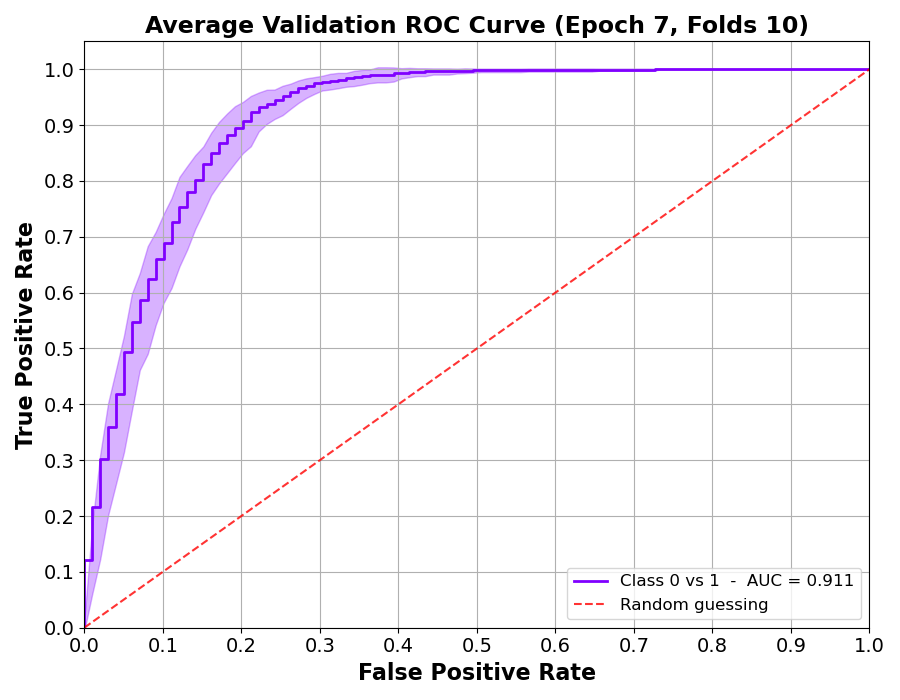 Average Validation ROC Curve (Epoch 7, Folds 10)
True Positive Rate
1.0
0.9
0.8
0.7
0.6
0.5
0.4
0.3
0.2
0.1
0.0
Class 0 vs 1 - AUC = 0.911
Random guessing
0.0 0.1 0.2 0.3 0.4 0.5 0.6 0.7 0.8 0.9 1.0
False Positive Rate